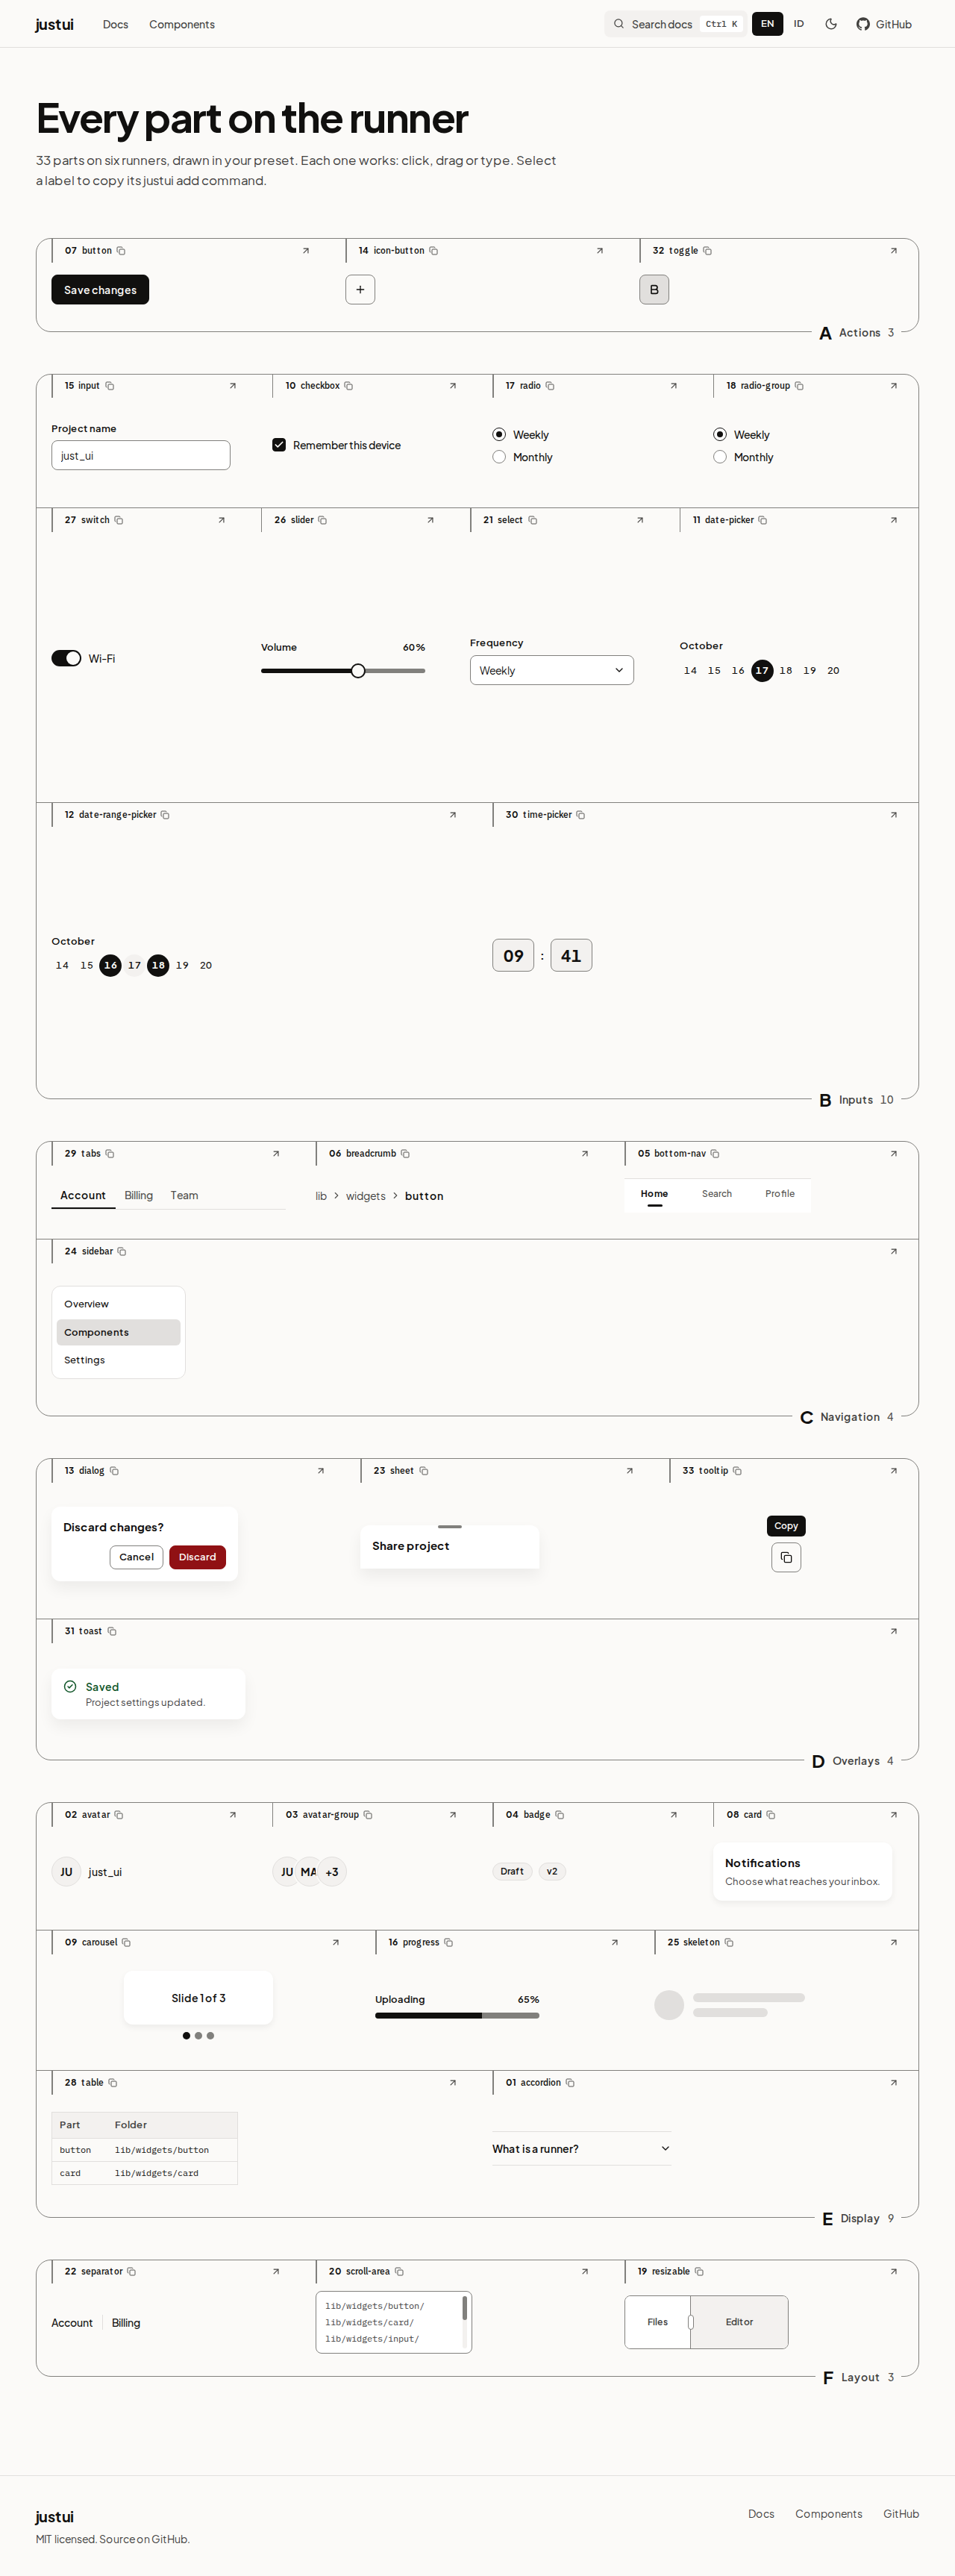 justui Docs Components Search docs Ctrl K EN ID GitHub
Every part on the runner
33 parts on six runners, drawn in your preset. Each one works: click, drag or type. Select
a label to copy its justui add command.
07 button 14 icon-button 32 toggle
Save changes B
A Actions 3
15 input 10 checkbox 17 radio 18 radio-group
Project name
just_ui
Remember this device
Weekly
Monthly
Weekly
Monthly
27 switch 26 slider 21 select 11 date-picker
Wi-Fi
Volume 60%
Frequency
Weekly
October
14 15 16 17 18 19 20
12 date-range-picker 30 time-picker
October
14 15 16 17 18 19 20
09 : 41
B Inputs 10
29 tabs 06 breadcrumb 05 bottom-nav
Account Billing Team
lib widgets button
Home Search Profile
24 sidebar
Overview
Components
Settings
C Navigation 4
13 dialog 23 sheet 33 tooltip
Discard changes?
Cancel Discard
Share project
Copy
31 toast
Saved
Project settings updated.
D Overlays 4
02 avatar 03 avatar-group 04 badge 08 card
JU just_ui
JU MA +3
Draft v2
Notifications
Choose what reaches your inbox.
09 carousel 16 progress 25 skeleton
Slide 1 of 3
Uploading 65%
28 table 01 accordion
Part Folder
button lib/widgets/button
card lib/widgets/card
What is a runner?
E Display 9
22 separator 20 scroll-area 19 resizable
Account Billing
lib/widgets/button/
lib/widgets/card/
lib/widgets/input/
Files Editor
F Layout 3
justui Docs Components GitHub
MIT licensed. Source on GitHub.